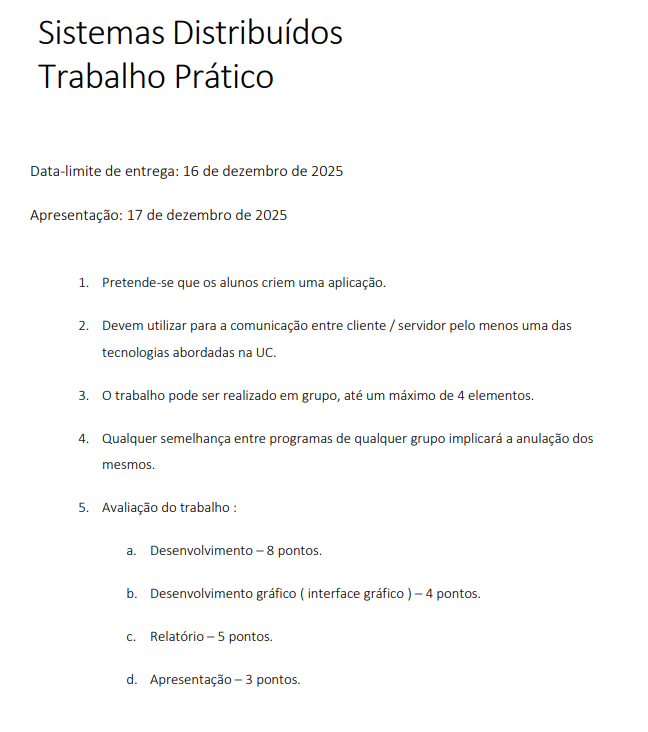 Sistemas Distribuídos
Trabalho Prático
Data-limite de entrega: 16 de dezembro de 2025
Apresentação: 17 de dezembro de 2025
1. Pretende-se que os alunos criem uma aplicação.
2. Devem utilizar para a comunicação entre cliente / servidor pelo menos uma das
tecnologias abordadas na UC.
3. O trabalho pode ser realizado em grupo, até um máximo de 4 elementos.
4. Qualquer semelhança entre programas de qualquer grupo implicará a anulação dos
mesmos.
5. Avaliação do trabalho :
a. Desenvolvimento – 8 pontos.
b. Desenvolvimento gráfico ( interface gráfico ) – 4 pontos.
c. Relatório – 5 pontos.
d. Apresentação – 3 pontos.